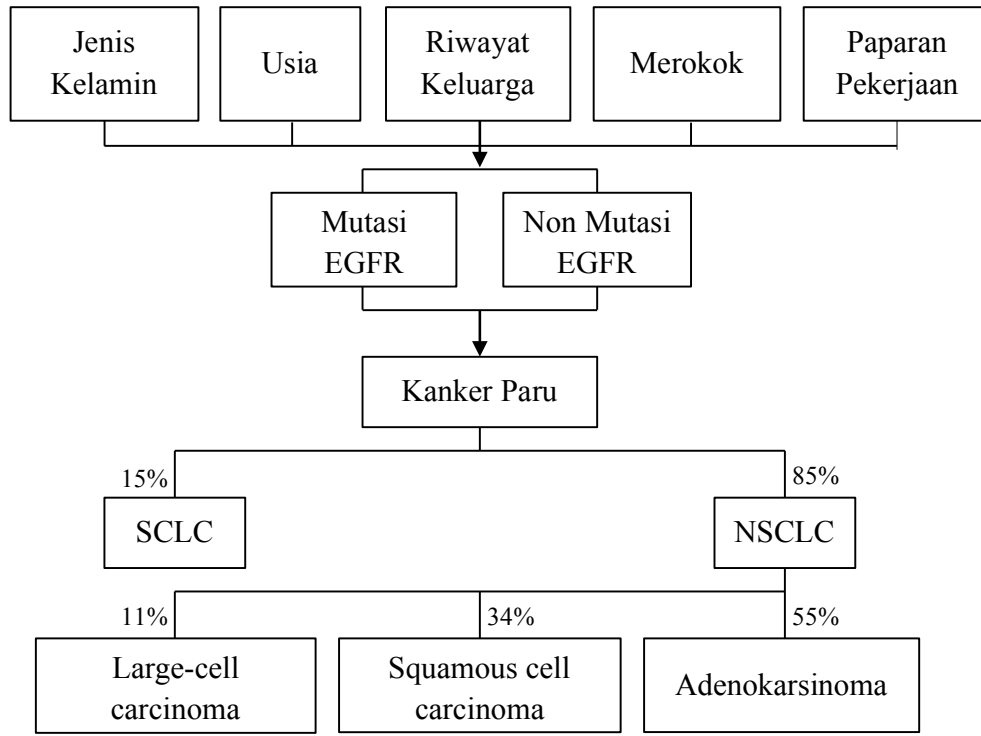 Jenis
Kelamin
Usia
Riwayat
Keluarga
Merokok
Paparan
Pekerjaan
Mutasi
EGFR
Non Mutasi
EGFR
Kanker Paru
15%
85%
SCLC
NSCLC
11%
34%
55%
Large-cell
carcinoma
Squamous cell
carcinoma
Adenokarsinoma